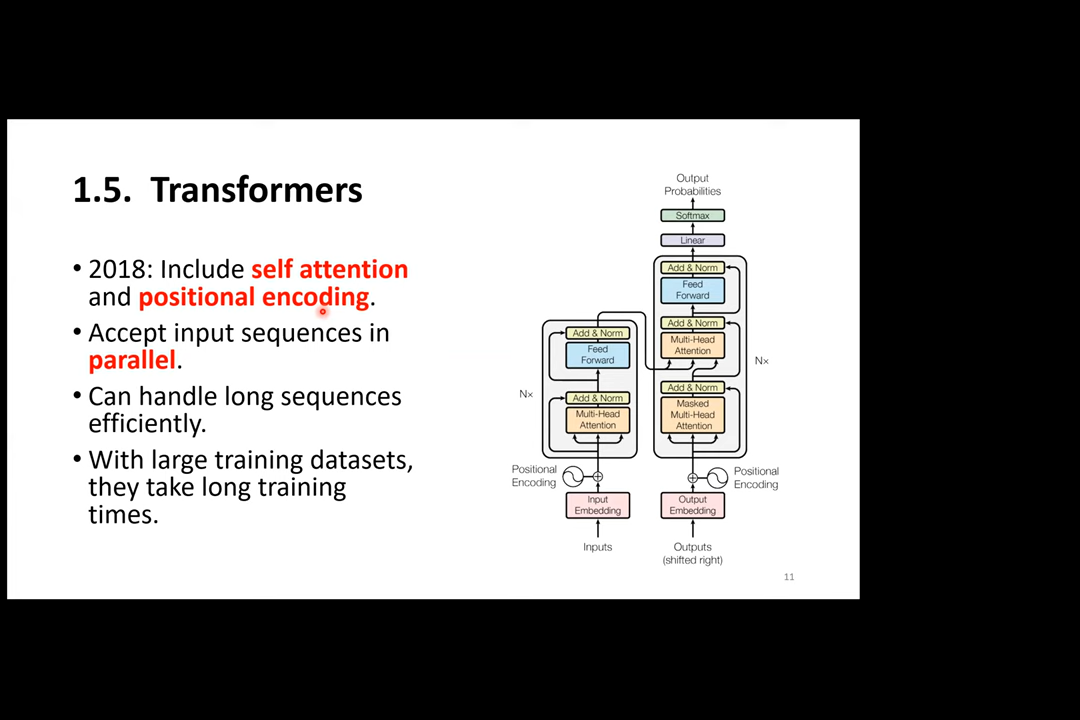 1.5. Transformers
• 2018: Include self attention
and positional encoding.
• Accept input sequences in
parallel.
• Can handle long sequences
efficiently.
• With large training datasets,
they take long training
times.
Output
Probabilities
Softmax
Linear
Add & Norm
Feed
Forward
Add & Norm
Multi-Head
Attention
Nx
Add & Norm
Masked
Multi-Head
Attention
Positional
Encoding
Output
Embedding
Outputs
(shifted right)
Add & Norm
Feed
Forward
Nx
Add & Norm
Multi-Head
Attention
Positional
Encoding
Input
Embedding
Inputs
11